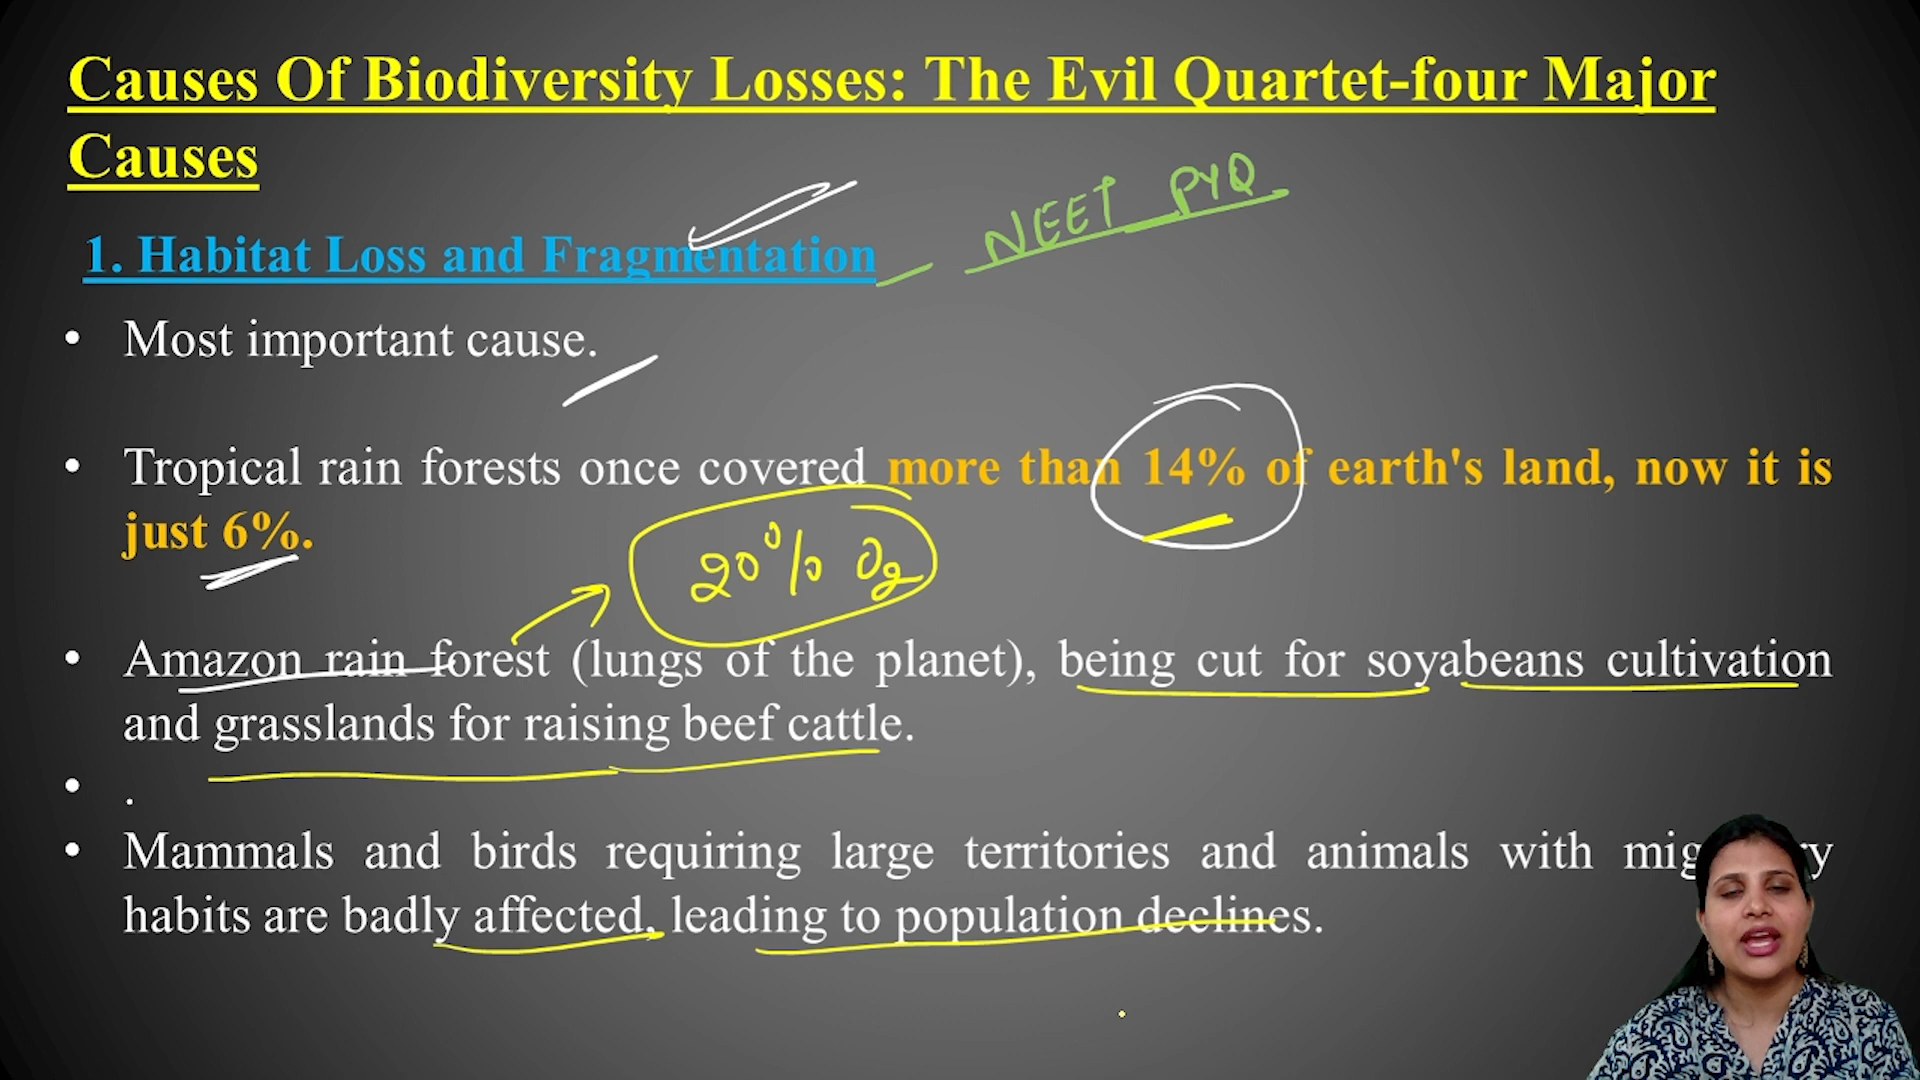 Causes Of Biodiversity Losses: The Evil Quartet-four Major
Causes
NEET PYQ
1. Habitat Loss and Fragmentation
• Most important cause.
• Tropical rain forests once covered more than 14% of earth's land, now it is
just 6%.
20% O2
• Amazon rain forest (lungs of the planet), being cut for soyabeans cultivation
and grasslands for raising beef cattle.
• .
• Mammals and birds requiring large territories and animals with
habits are badly affected, leading to population declines.